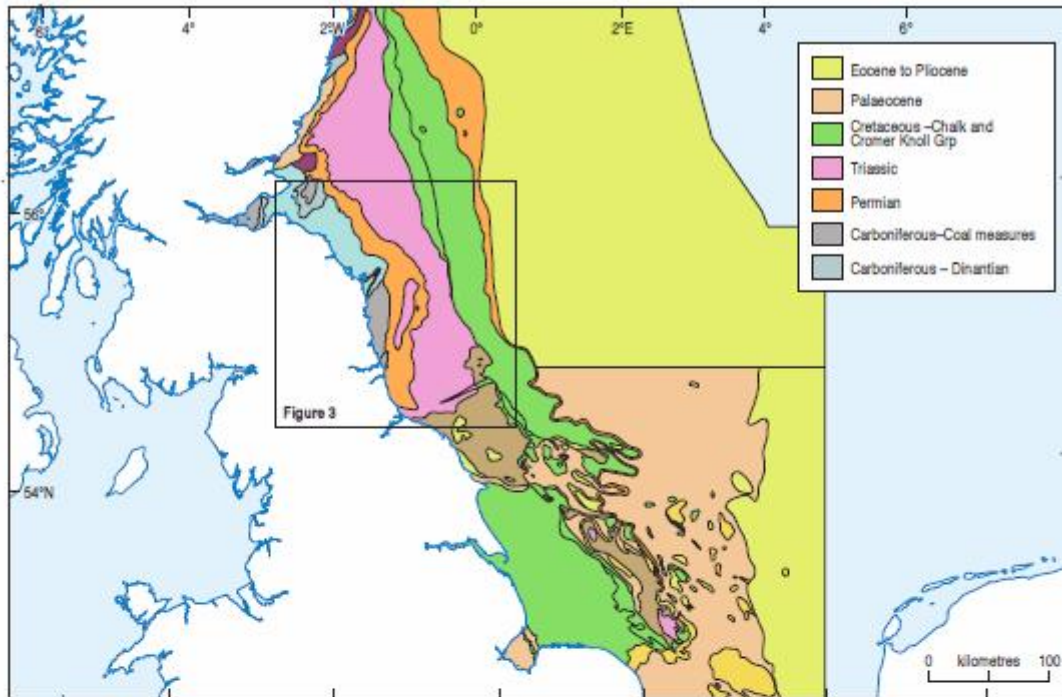 6°
4°
2°W
0°
2°E
4°
6°
Eocene to Pliocene
Palaeocene
Cretaceous –Chalk and
Cromer Knoll Grp
Triassic
Permian
Carboniferous–Coal measures
Carboniferous – Dinantian
56°
Figure 3
54°N
0 kilometres 100